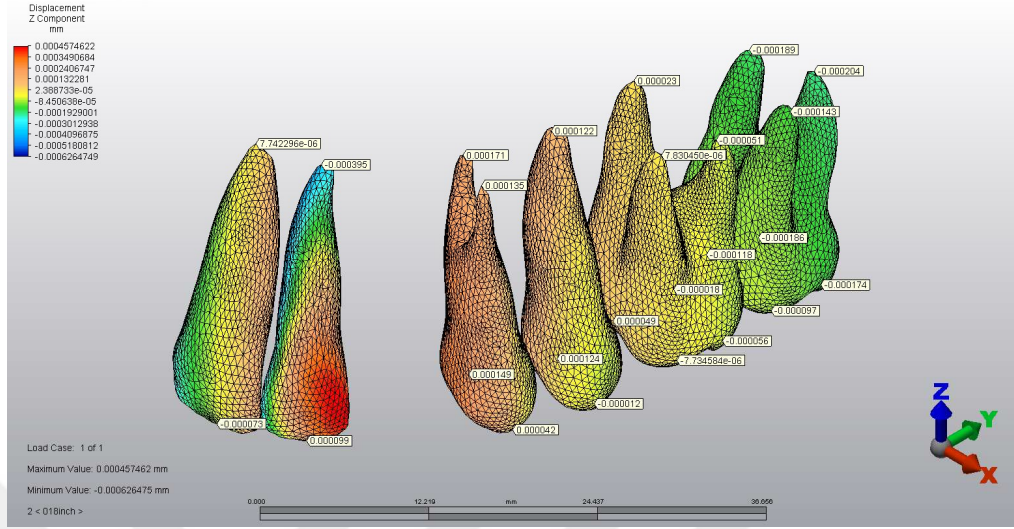 Displacement
Z Component
mm
0.0004574622
0.0003490684
0.0002406747
0.000132281
2.388733e-05
-8.450638e-05
-0.0001929001
-0.0003012938
-0.0004096875
-0.0005180812
-0.0006264749
-0.000189
-0.000204
0.000023
-0.000143
0.000122
-0.000051
7.742296e-06
0.000171
7.830450e-06
-0.000395
0.000135
-0.000186
-0.000118
-0.000174
-0.000018
-0.000097
0.000049
-0.000056
0.000124
-7.734584e-06
0.000149
-0.000012
-0.000073
0.000042
0.000099
Z
Y
X
Load Case: 1 of 1
Maximum Value: 0.000457462 mm
Minimum Value: -0.000626475 mm
2 < 018inch >
0.000 12.219 mm 24.437 36.656